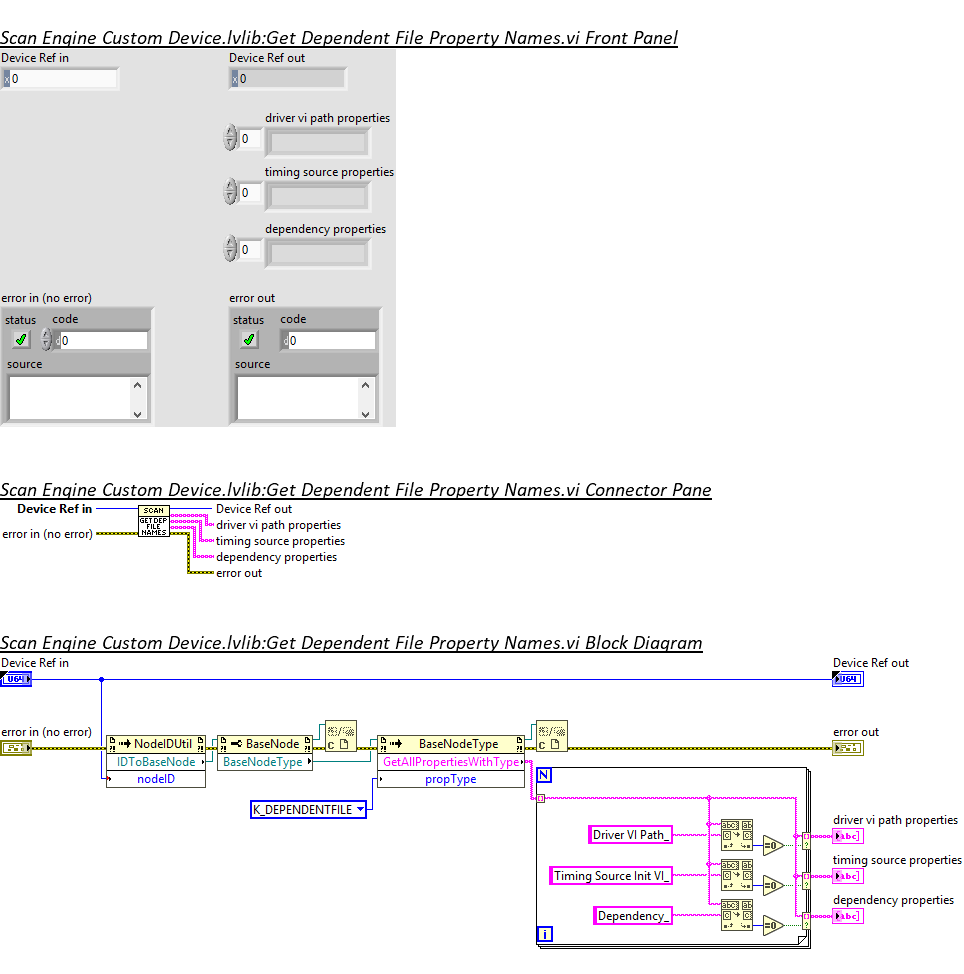 Scan Engine Custom Device.lvlib:Get Dependent File Property Names.vi Front Panel
Device Ref in
Device Ref out
x 0
x 0
driver vi path properties
0
timing source properties
0
dependency properties
0
error in (no error)
error out
status code
status code
d 0
d 0
source
source
Scan Engine Custom Device.lvlib:Get Dependent File Property Names.vi Connector Pane
Device Ref in
SCAN
Device Ref out
GET DEP
driver vi path properties
FILE
error in (no error)
NAMES
timing source properties
dependency properties
error out
Scan Engine Custom Device.lvlib:Get Dependent File Property Names.vi Block Diagram
Device Ref in
Device Ref out
U64
U64
error in (no error)
error out
NodeIDUtil
BaseNode
BaseNodeType
IDToBaseNode
BaseNodeType
GetAllPropertiesWithType
nodeID
propType
N
K_DEPENDENTFILE
driver vi path properties
Driver VI Path_
=0
abc
timing source properties
Timing Source Init VI_
=0
abc
dependency properties
Dependency_
=0
abc
i